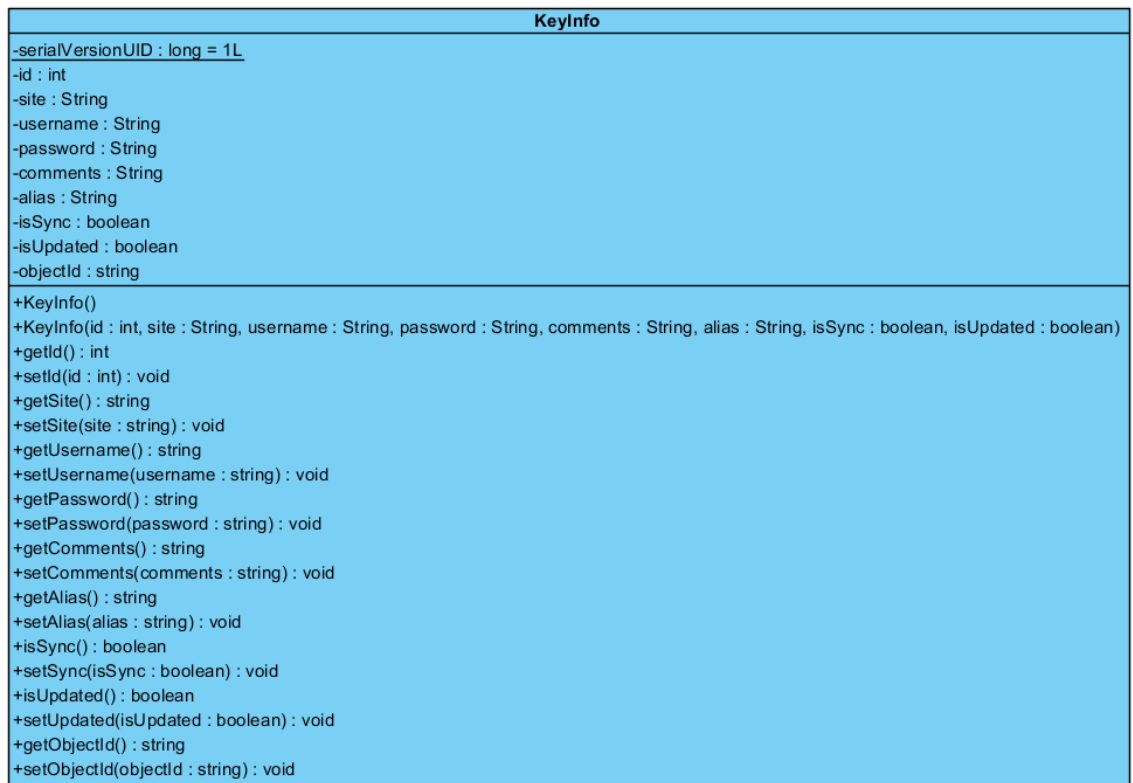 KeyInfo
-serialVersionUID : long = 1L
-id : int
-site : String
-username : String
-password : String
-comments : String
-alias : String
-isSync : boolean
-isUpdated : boolean
-objectId : string
+KeyInfo()
+KeyInfo(id : int, site : String, username : String, password : String, comments : String, alias : String, isSync : boolean, isUpdated : boolean)
+getId() : int
+setId(id : int) : void
+getSite() : string
+setSite(site : string) : void
+getUsername() : string
+setUsername(username : string) : void
+getPassword() : string
+setPassword(password : string) : void
+getComments() : string
+setComments(comments : string) : void
+getAlias() : string
+setAlias(alias : string) : void
+isSync() : boolean
+setSync(isSync : boolean) : void
+isUpdated() : boolean
+setUpdated(isUpdated : boolean) : void
+getObjectId() : string
+setObjectId(objectId : string) : void